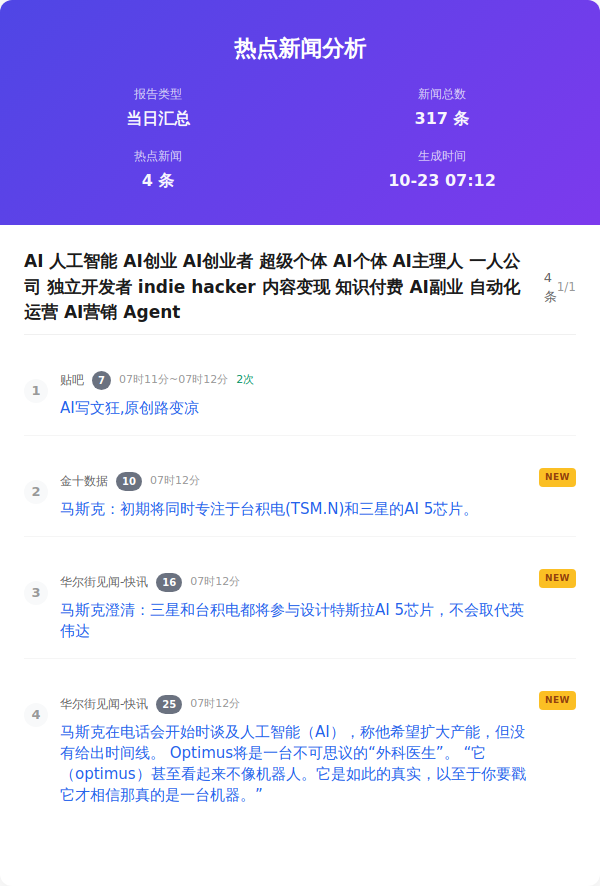 热点新闻分析
报告类型
新闻总数
当日汇总
317 条
热点新闻
生成时间
4 条
10-23 07:12
AI 人工智能 AI创业 AI创业者 超级个体 AI个体 AI主理人 一人公
司 独立开发者 indie hacker 内容变现 知识付费 AI副业 自动化
运营 AI营销 Agent
4
条
1/1
1
贴吧 7 07时11分~07时12分 2次
AI写文狂,原创路变凉
2
金十数据 10 07时12分
NEW
马斯克：初期将同时专注于台积电(TSM.N)和三星的AI 5芯片。
3
华尔街见闻-快讯 16 07时12分
NEW
马斯克澄清：三星和台积电都将参与设计特斯拉AI 5芯片，不会取代英
伟达
4
华尔街见闻-快讯 25 07时12分
NEW
马斯克在电话会开始时谈及人工智能（AI），称他希望扩大产能，但没
有给出时间线。 Optimus将是一台不可思议的“外科医生”。 “它
（optimus）甚至看起来不像机器人。它是如此的真实，以至于你要戳
它才相信那真的是一台机器。”